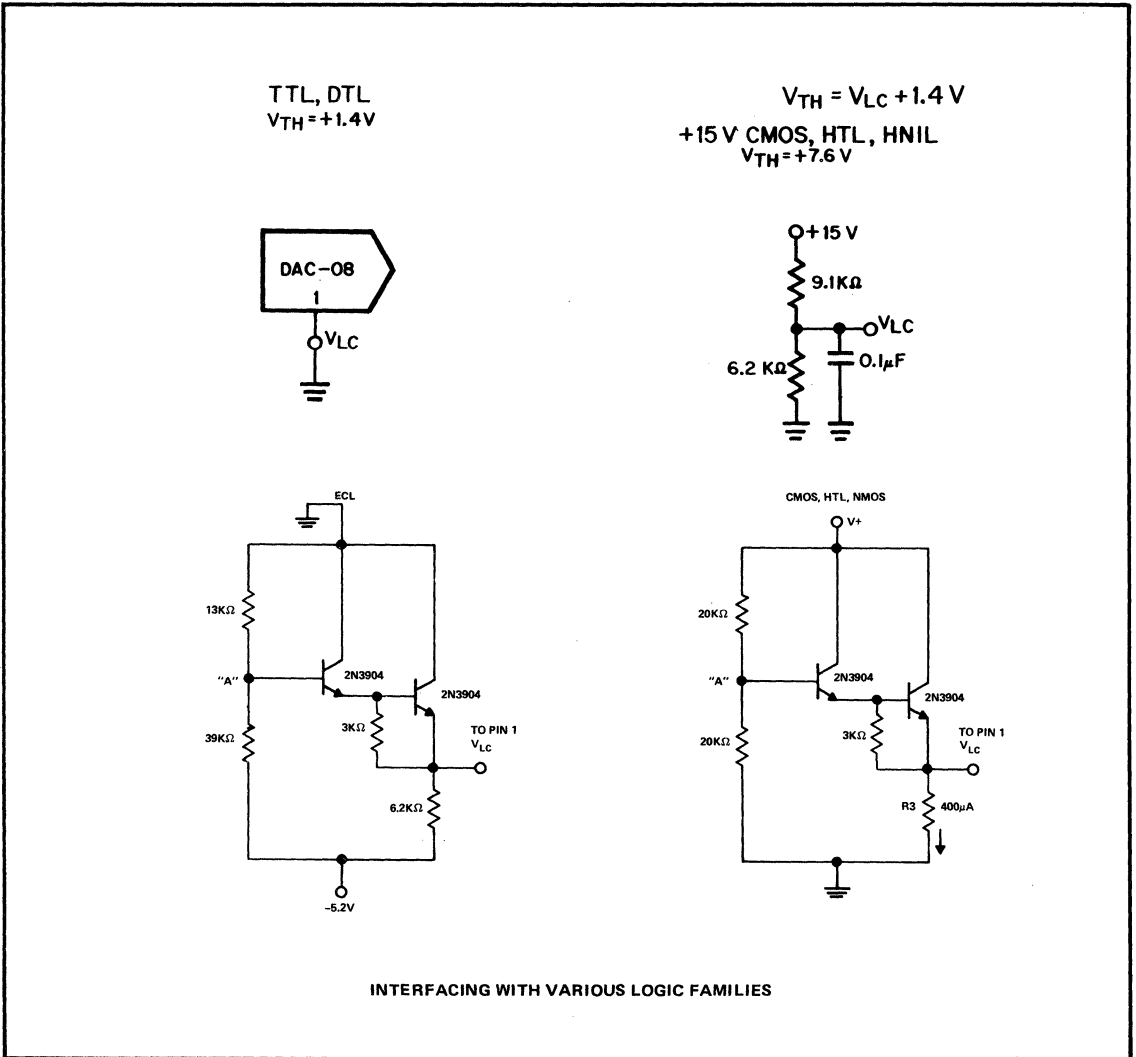 TTL, DTL
VTH = +1.4V
VTH = VLC + 1.4 V
+15 V CMOS, HTL, HNIL
VTH = +7.6 V
DAC-08
1
VLC
+15 V
9.1KΩ
VLC
6.2 KΩ
0.1μF
ECL
13KΩ
"A"
2N3904
2N3904
3KΩ
39KΩ
TO PIN 1
VLC
6.2KΩ
-5.2V
CMOS, HTL, NMOS
V+
20KΩ
"A"
2N3904
2N3904
3KΩ
20KΩ
TO PIN 1
VLC
R3
400μA
INTERFACING WITH VARIOUS LOGIC FAMILIES